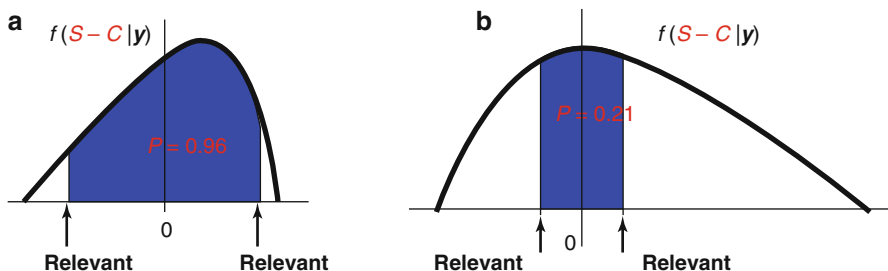 a
f (S – C | y)
P = 0.96
0
Relevant
Relevant
b
f (S – C | y)
P = 0.21
0
Relevant
Relevant